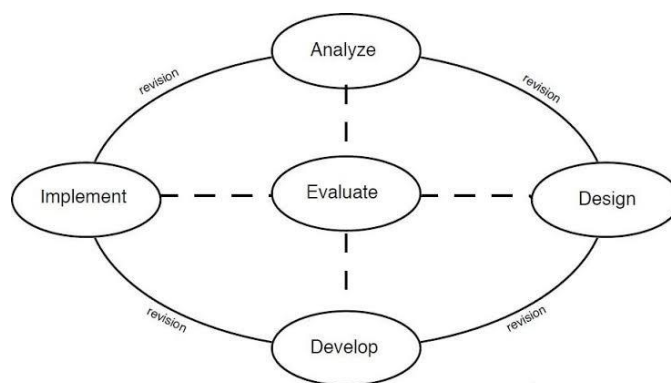 Analyze
revision
revision
Implement
Evaluate
Design
revision
revision
Develop